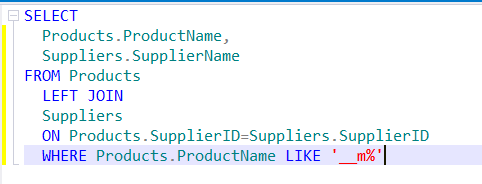 SELECT
Products.ProductName,
Suppliers.SupplierName
FROM Products
LEFT JOIN
Suppliers
ON Products.SupplierID=Suppliers.SupplierID
WHERE Products.ProductName LIKE '__m%'